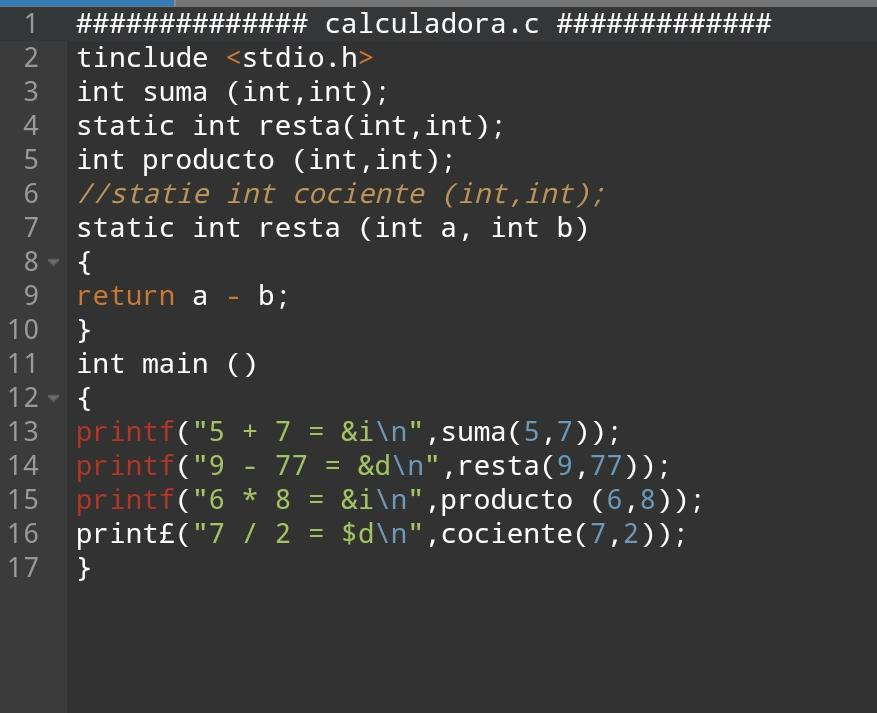 1 ############## calculadora.c #############
2 tinclude <stdio.h>
3 int suma (int,int);
4 static int resta(int,int);
5 int producto (int,int);
6 //statie int cociente (int,int);
7 static int resta (int a, int b)
8 {
9 return a - b;
10 }
11 int main ()
12 {
13 printf("5 + 7 = &i\n",suma(5,7));
14 printf("9 - 77 = &d\n",resta(9,77));
15 printf("6 * 8 = &i\n",producto (6,8));
16 print£("7 / 2 = $d\n",cociente(7,2));
17 }